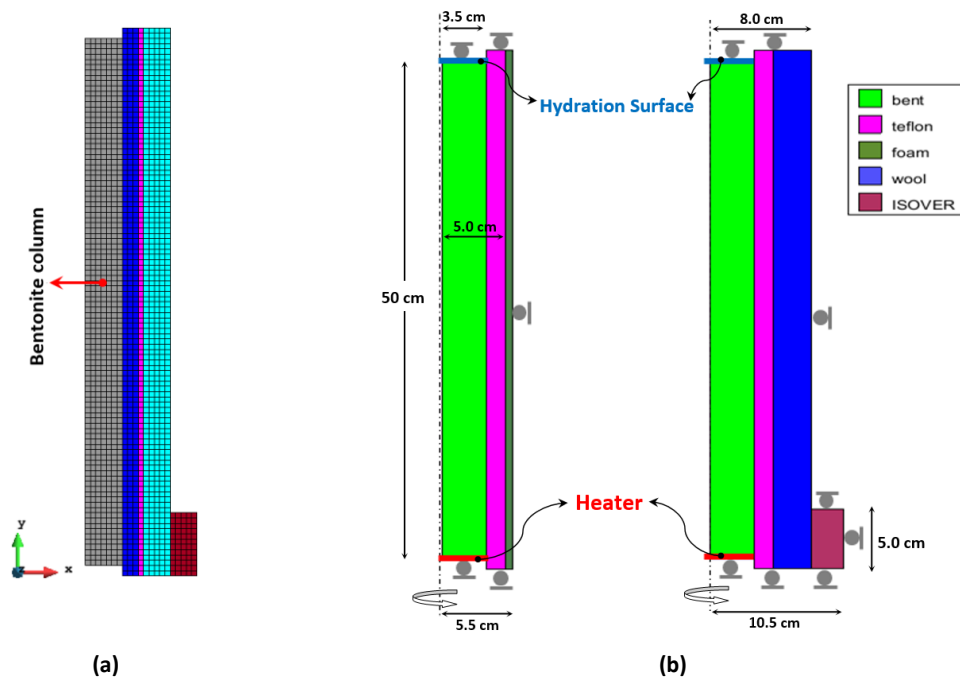 Bentonite column
y
z
x
(a)
3.5 cm
8.0 cm
Hydration Surface
5.0 cm
50 cm
Heater
5.0 cm
5.5 cm
10.5 cm
(b)
bent
teflon
foam
wool
ISOVER